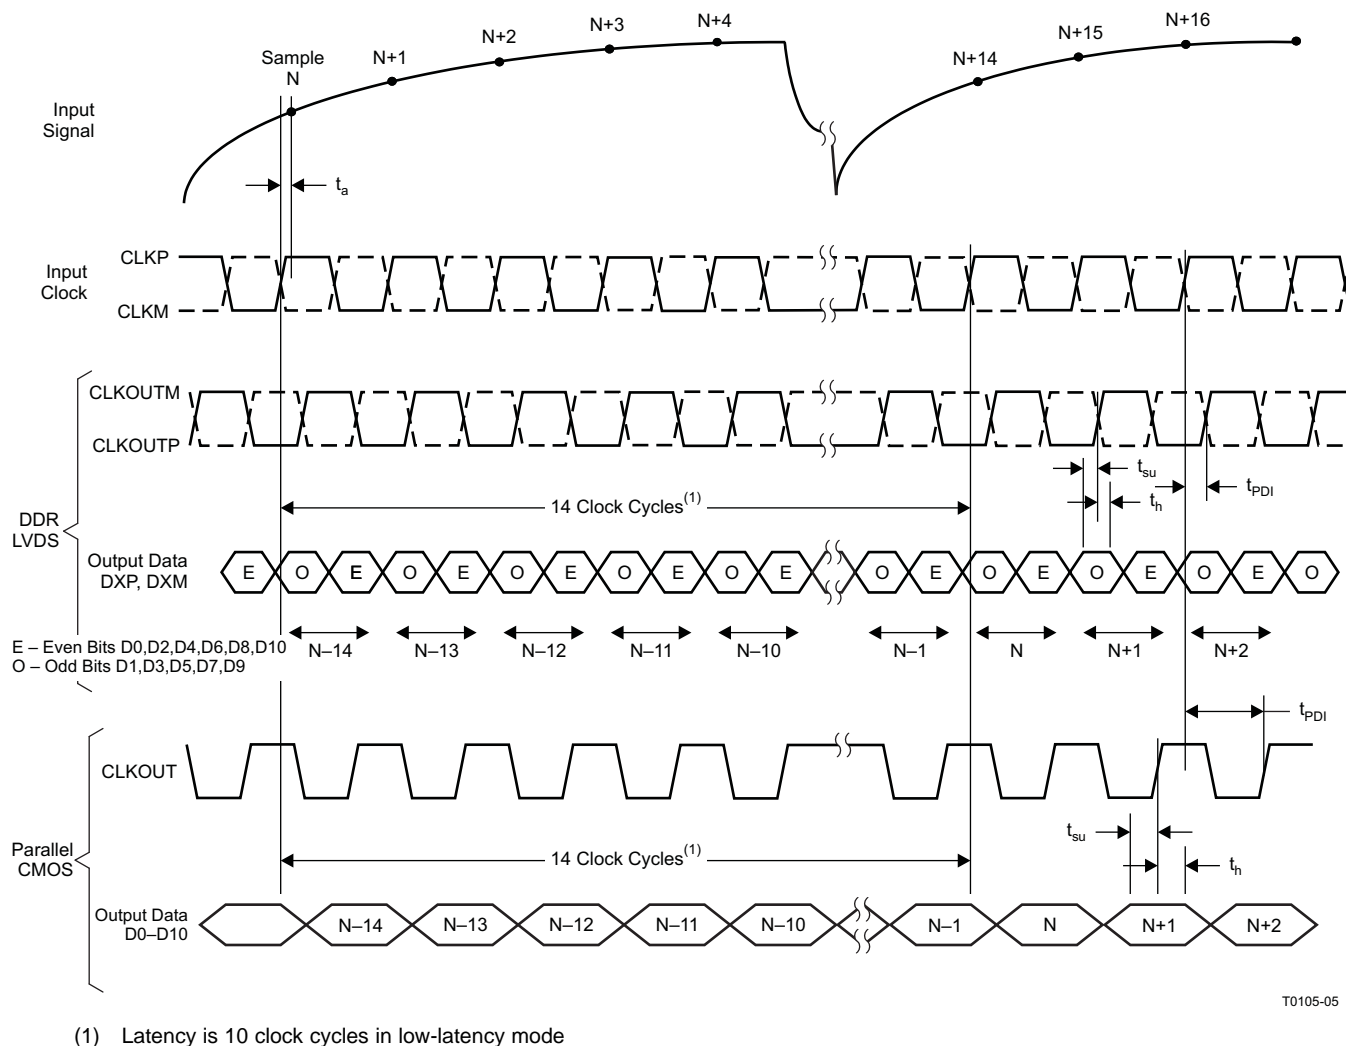 N+4
N+16
N+3
N+15
N+2
N+1
N+14
Sample
N
Input
Signal
ta
CLKP
Input
Clock
CLKM
CLKOUTM
CLKOUTP
tsu
tPDI
th
14 Clock Cycles(1)
DDR
LVDS
Output Data
DXP, DXM
E O E O E O E O E O E O E O E O E O E O
E – Even Bits D0,D2,D4,D6,D8,D10
O – Odd Bits D1,D3,D5,D7,D9
N–14 N–13 N–12 N–11 N–10 N–1 N N+1 N+2
tPDI
CLKOUT
tsu
Parallel
CMOS
14 Clock Cycles(1)
th
Output Data
D0–D10
N–14 N–13 N–12 N–11 N–10 N–1 N N+1 N+2
T0105-05
(1) Latency is 10 clock cycles in low-latency mode